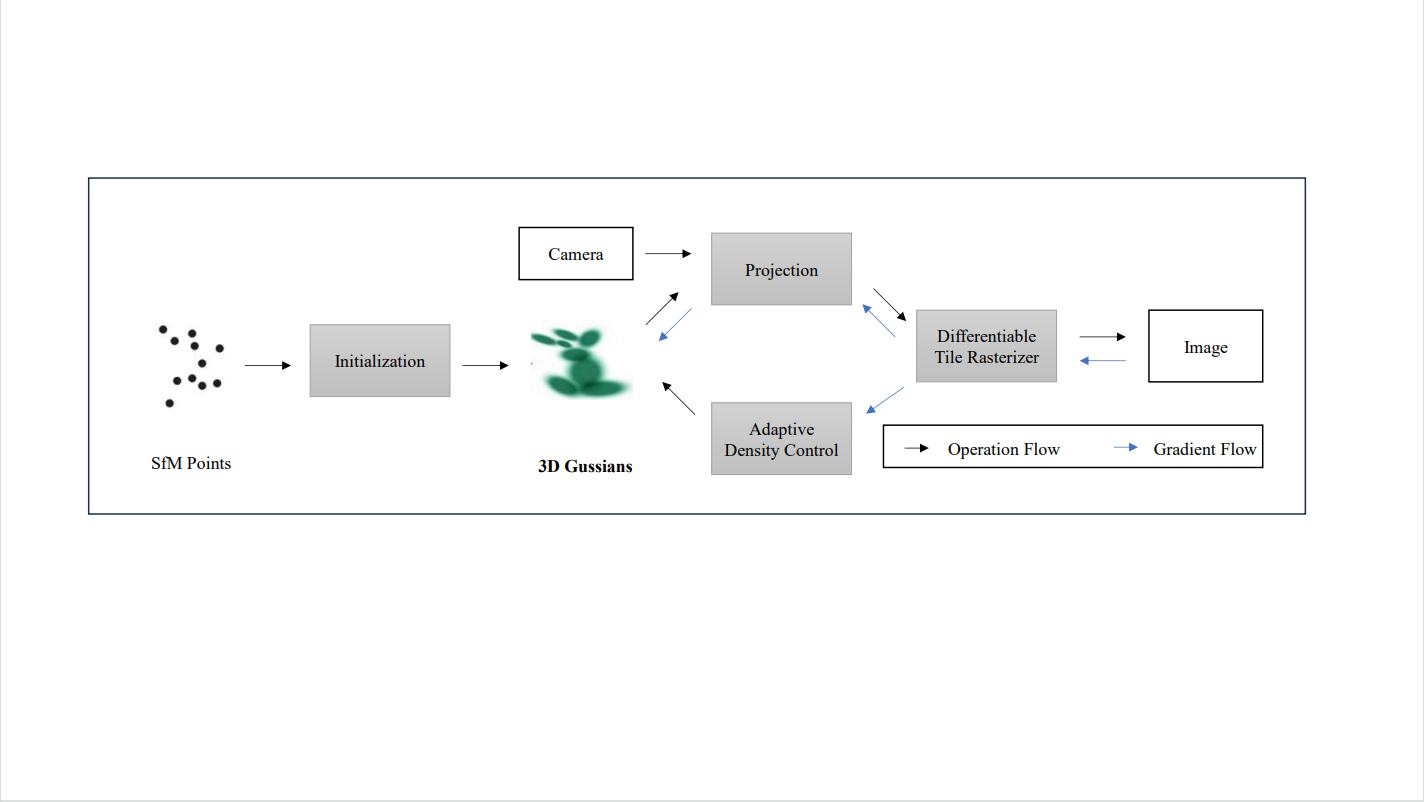 Camera
Projection
Initialization
Differentiable
Tile Rasterizer
Image
Adaptive
Density Control
Operation Flow
Gradient Flow
SfM Points
3D Gussians